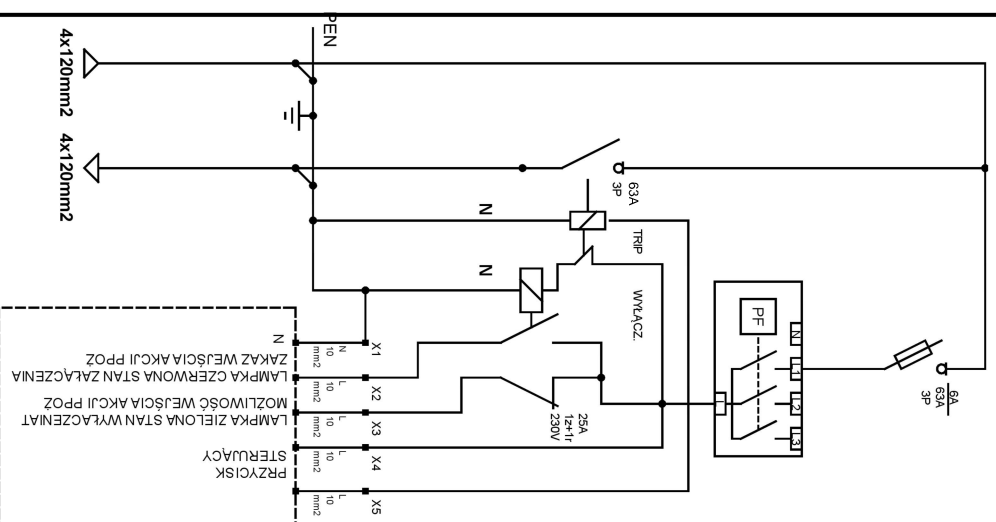 PEN
4x120mm2
4x120mm2
63A
3P
N
TRIP
N
WYŁĄCZ.
PF
N
L1
L2
L3
L
6A
63A
3P
25A
1z+1r
230V
N
X1
N
10
mm2
ZAKAZ WEJŚCIA AKCJI PPOŻ
LAMPKA CZERWONA STAN ZAŁĄCZENIA
X2
L
10
mm2
MOŻLIWOŚĆ WEJŚCIA AKCJI PPOŻ
LAMPKA ZIELONA STAN WYŁĄCZENIAT
X3
L
10
mm2
STERUJĄCY
PRZYCISK
X4
L
10
mm2
X5
L
10
mm2